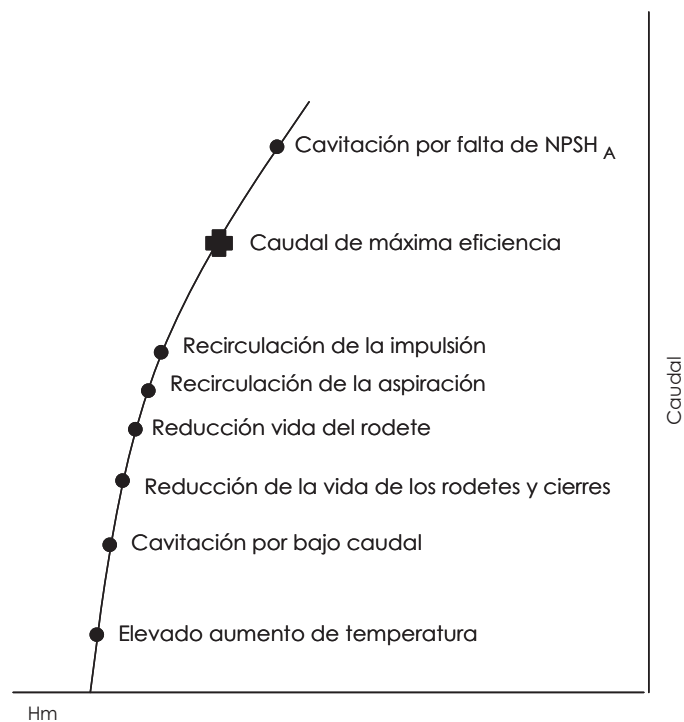 Cavitación por falta de NPSH A
Caudal de máxima eficiencia
Recirculación de la impulsión
Recirculación de la aspiración
Reducción vida del rodete
Reducción de la vida de los rodetes y cierres
Cavitación por bajo caudal
Elevado aumento de temperatura
Caudal
Hm